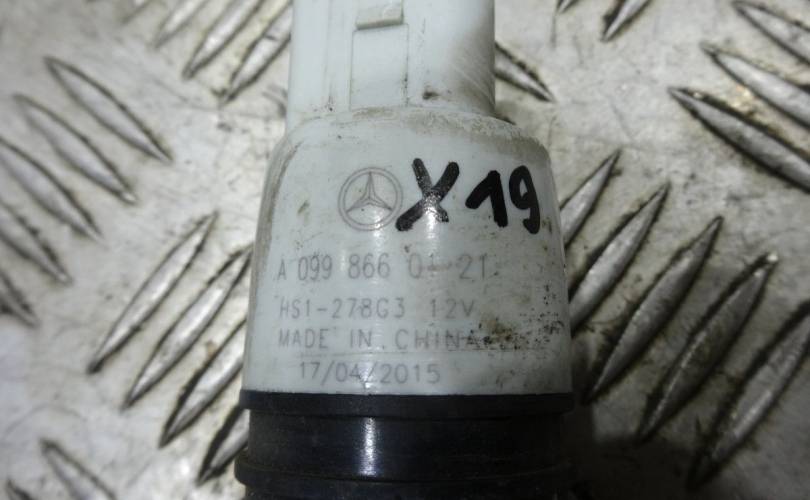 X19
A 099 866 01 21
HS1-278G3 12V
MADE IN CHINA
17/04/2015